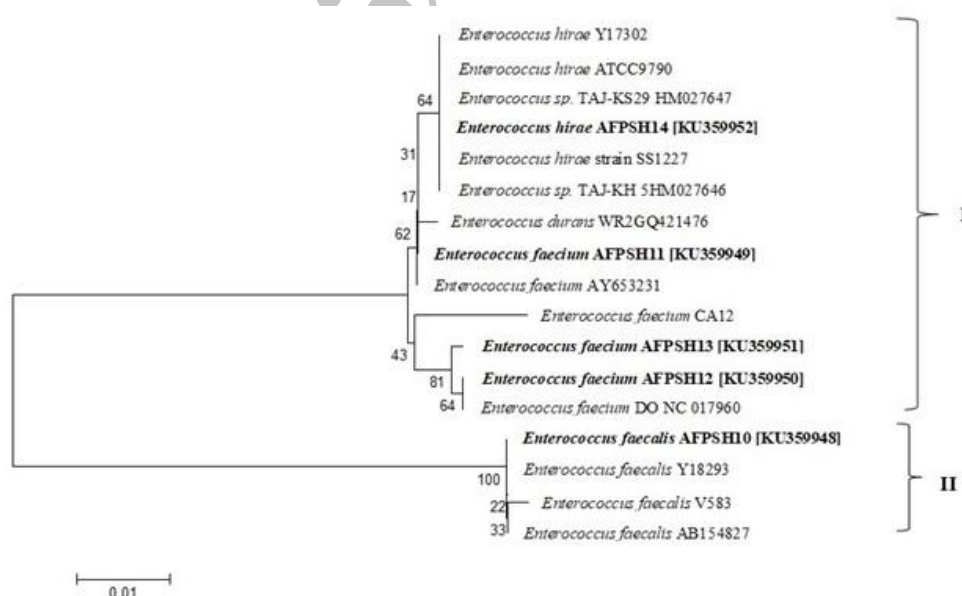 Enterococcus hirae Y17302
Enterococcus hirae ATCC9790
64
Enterococcus sp. TAJ-KS29 HM027647
Enterococcus hirae AFPSH14 [KU359952]
31
Enterococcus hirae strain SS1227
17
Enterococcus sp. TAJ-KH 5HM027646
Enterococcus durans WR2GQ421476
62
Enterococcus faecium AFPSH11 [KU359949]
Enterococcus faecium AY653231
Enterococcus faecium CA12
43
Enterococcus faecium AFPSH13 [KU359951]
81
Enterococcus faecium AFPSH12 [KU359950]
64
Enterococcus faecium DO NC 017960
Enterococcus faecalis AFPSH10 [KU359948]
100
Enterococcus faecalis Y18293
II
22
Enterococcus faecalis V583
33
Enterococcus faecalis AB154827
0.01